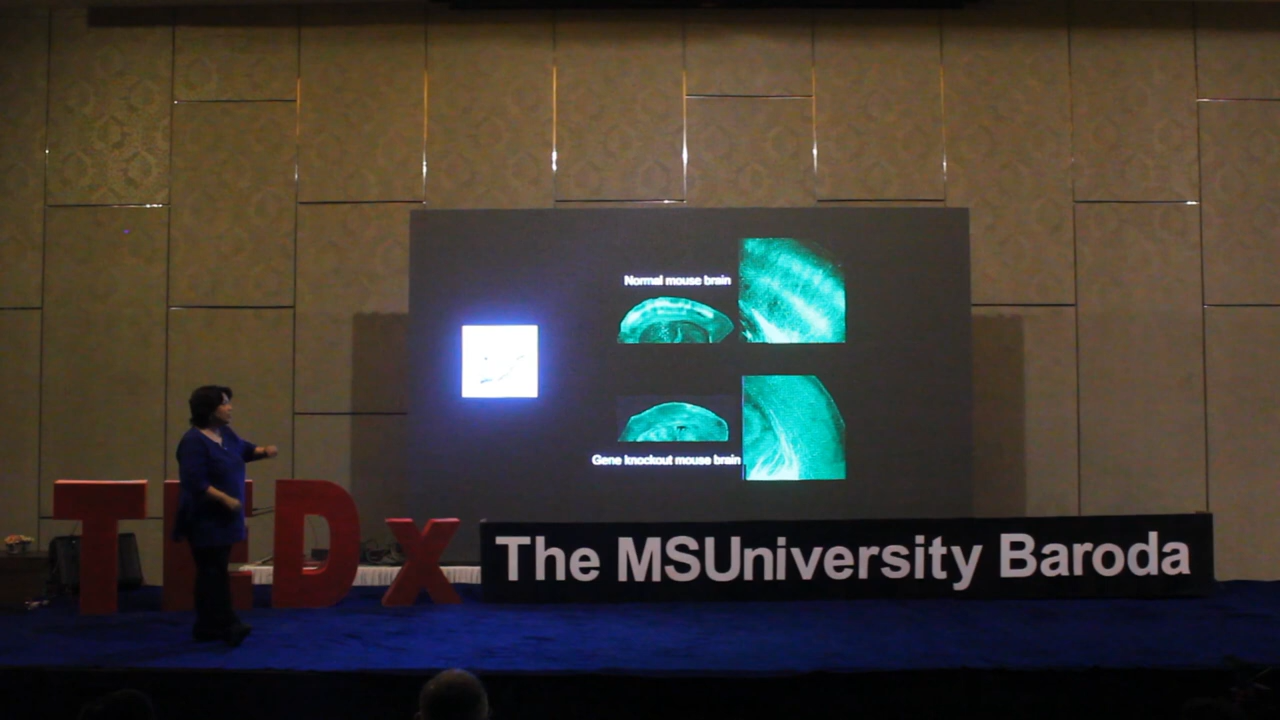 Normal mouse brain
Gene knockout mouse brain
TEDx
The MSUniversity Baroda